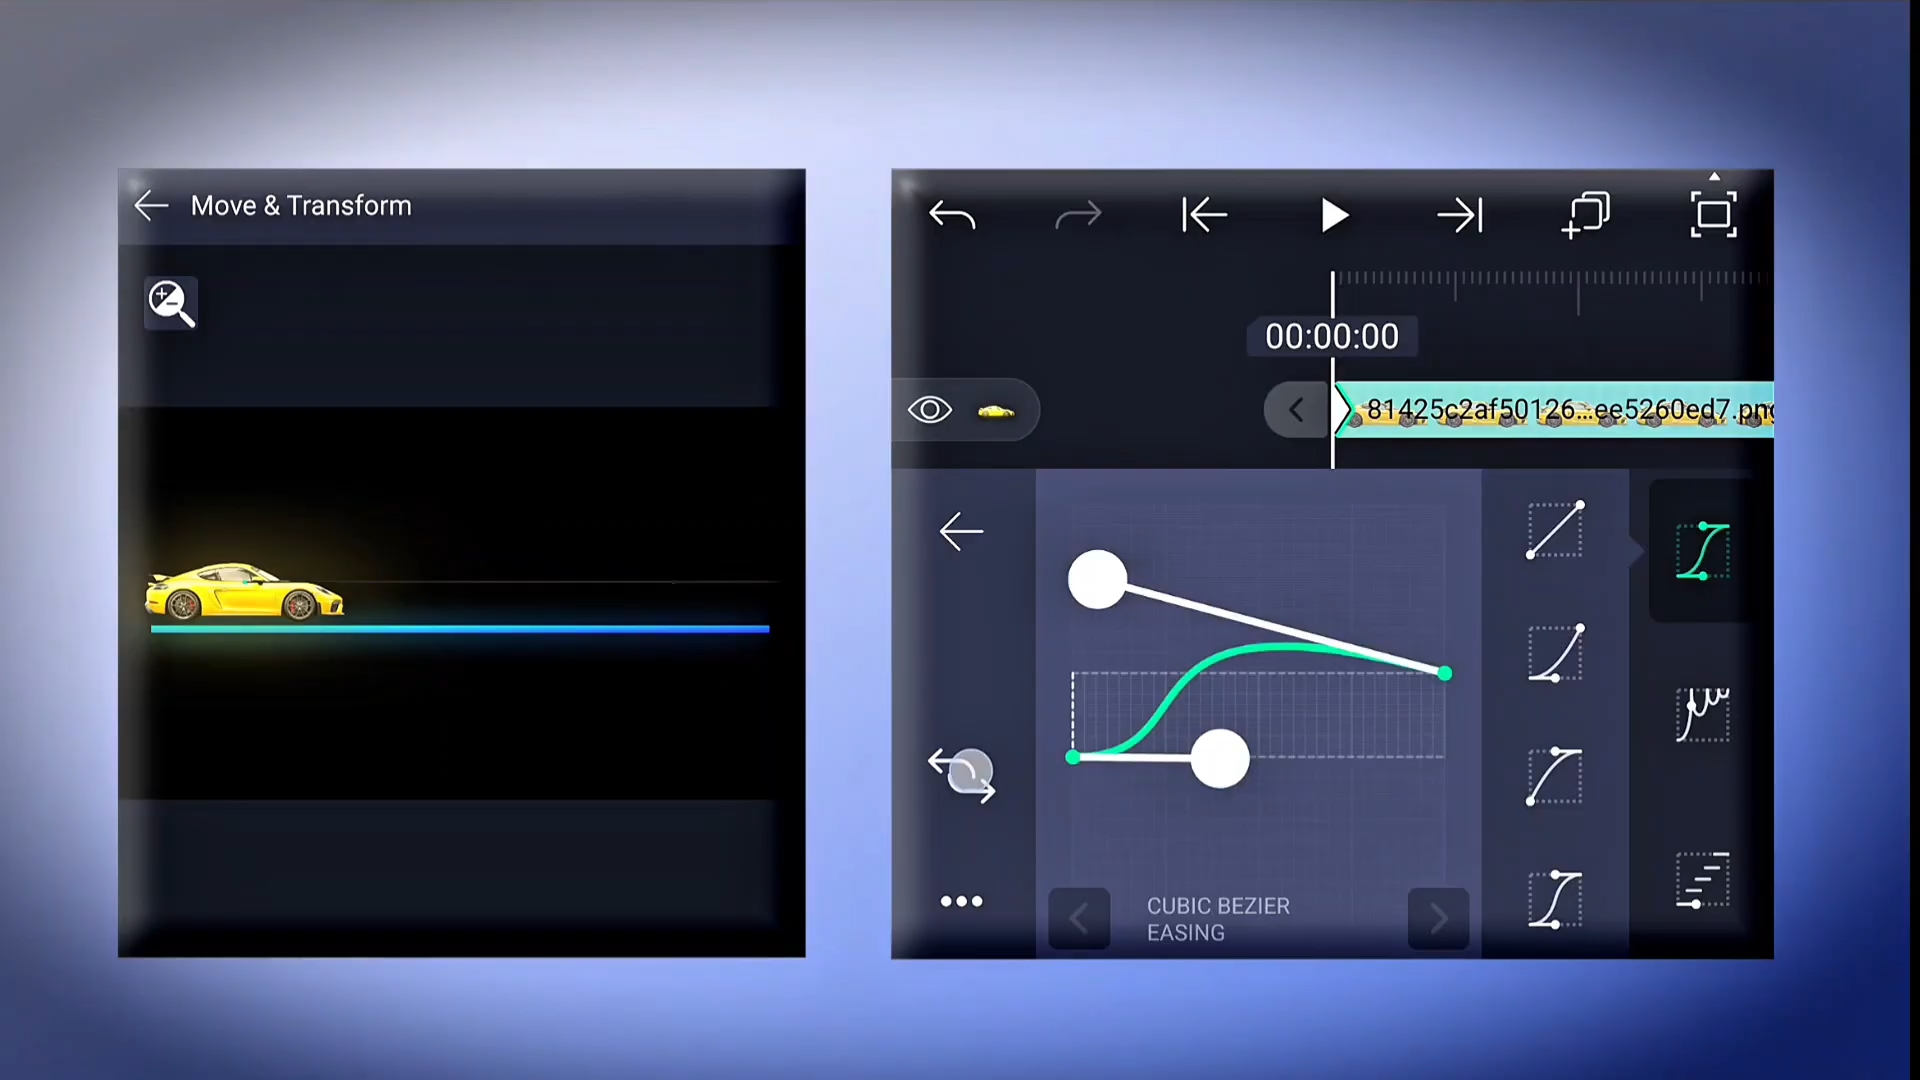 Move & Transform
00:00:00
81425c2af50126...ee5260ed7.png
CUBIC BEZIER
EASING